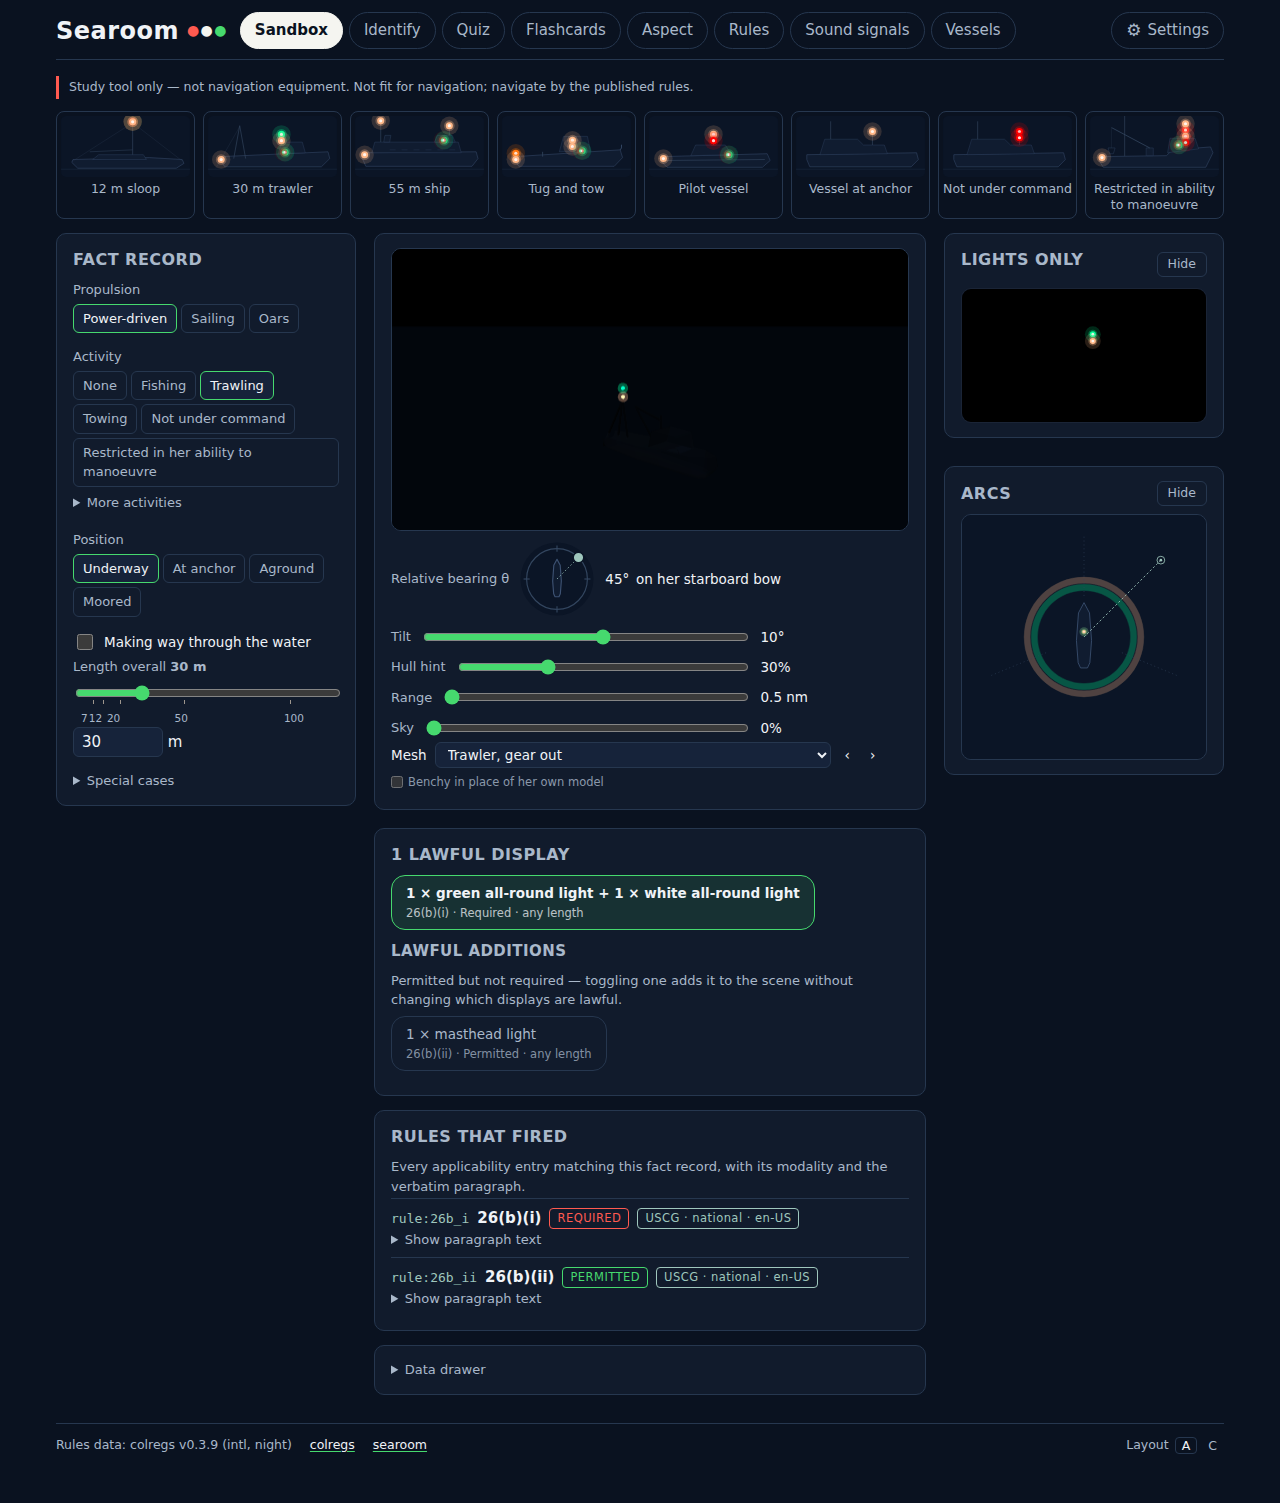 Searoom
Sandbox
Identify
Quiz
Flashcards
Aspect
Rules
Sound signals
Vessels
⚙ Settings
Study tool only — not navigation equipment. Not fit for navigation; navigate by the published rules.
12 m sloop
30 m trawler
55 m ship
Tug and tow
Pilot vessel
Vessel at anchor
Not under command
Restricted in ability
to manoeuvre
FACT RECORD
Propulsion
Power-driven
Sailing
Oars
Activity
None
Fishing
Trawling
Towing
Not under command
Restricted in her ability to
manoeuvre
▶ More activities
Position
Underway
At anchor
Aground
Moored
Making way through the water
Length overall 30 m
7 12 20 50 100
30 m
▶ Special cases
Relative bearing θ
45° on her starboard bow
Tilt 10°
Hull hint 30%
Range 0.5 nm
Sky 0%
Mesh Trawler, gear out ‹ ›
Benchy in place of her own model
1 LAWFUL DISPLAY
1 × green all-round light + 1 × white all-round light
26(b)(i) · Required · any length
LAWFUL ADDITIONS
Permitted but not required — toggling one adds it to the scene without
changing which displays are lawful.
1 × masthead light
26(b)(ii) · Permitted · any length
RULES THAT FIRED
Every applicability entry matching this fact record, with its modality and the
verbatim paragraph.
rule:26b_i 26(b)(i) REQUIRED USCG · national · en-US
▶ Show paragraph text
rule:26b_ii 26(b)(ii) PERMITTED USCG · national · en-US
▶ Show paragraph text
▶ Data drawer
LIGHTS ONLY
Hide
ARCS
Hide
Rules data: colregs v0.3.9 (intl, night) colregs searoom
Layout A C